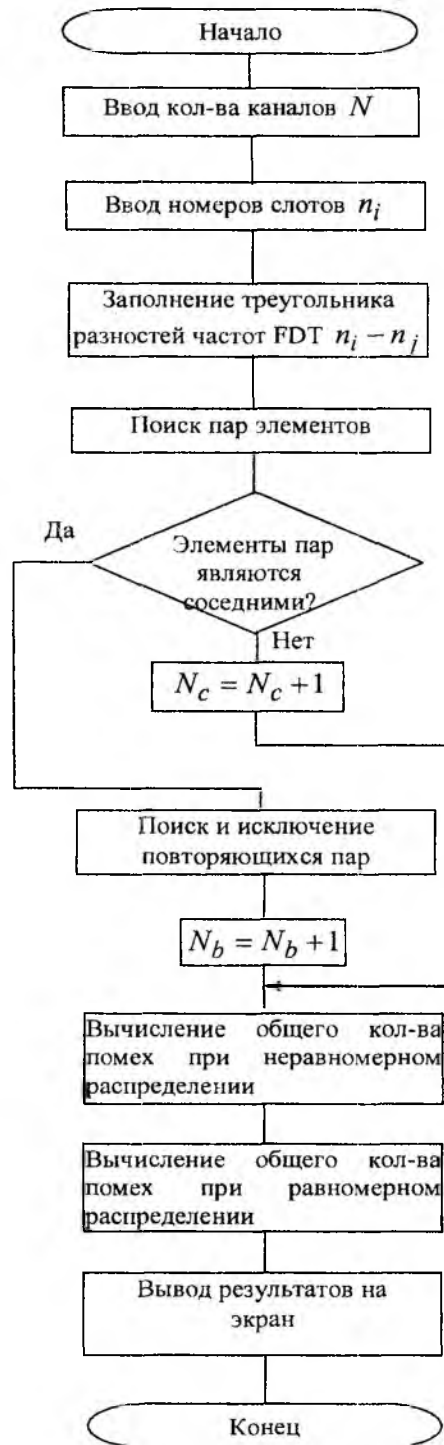 Начало
Ввод кол-ва каналов N
Ввод номеров слотов n_i
Заполнение треугольника
разностей частот FDT n_i − n_j
Поиск пар элементов
Да
Элементы пар
являются
соседними?
Нет
N_c = N_c + 1
Поиск и исключение
повторяющихся пар
N_b = N_b + 1
Вычисление общего кол-ва
помех при неравномерном
распределении
Вычисление общего кол-ва
помех при равномерном
распределении
Вывод результатов на
экран
Конец